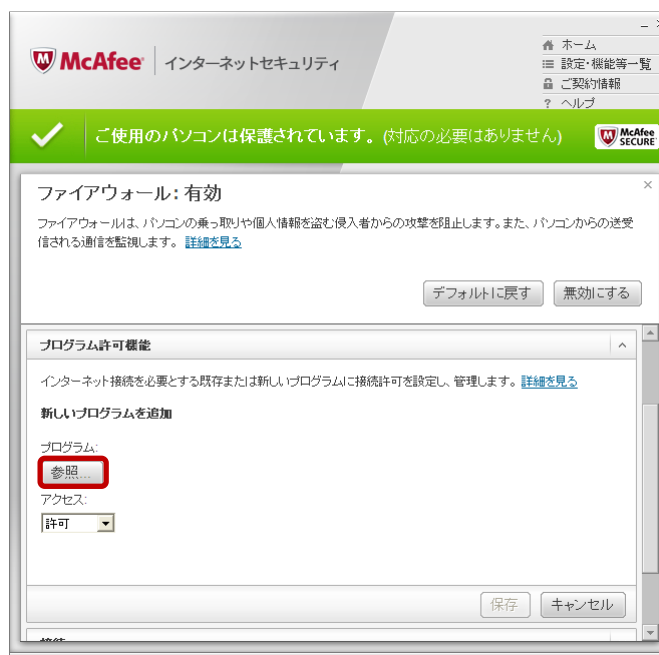 McAfee インターネットセキュリティ
ホーム
設定・機能等一覧
ご契約情報
? ヘルプ
ご使用のパソコンは保護されています。(対応の必要はありません)
McAfee
SECURE
ファイアウォール: 有効
ファイアウォールは、パソコンの乗っ取りや個人情報を盗む侵入者からの攻撃を阻止します。また、パソコンからの送受
信される通信を監視します。 詳細を見る
デフォルトに戻す 無効にする
プログラム許可機能
インターネット接続を必要とする既存または新しいプログラムに接続許可を設定し、管理します。 詳細を見る
新しいプログラムを追加
プログラム:
参照...
アクセス:
許可
保存 キャンセル